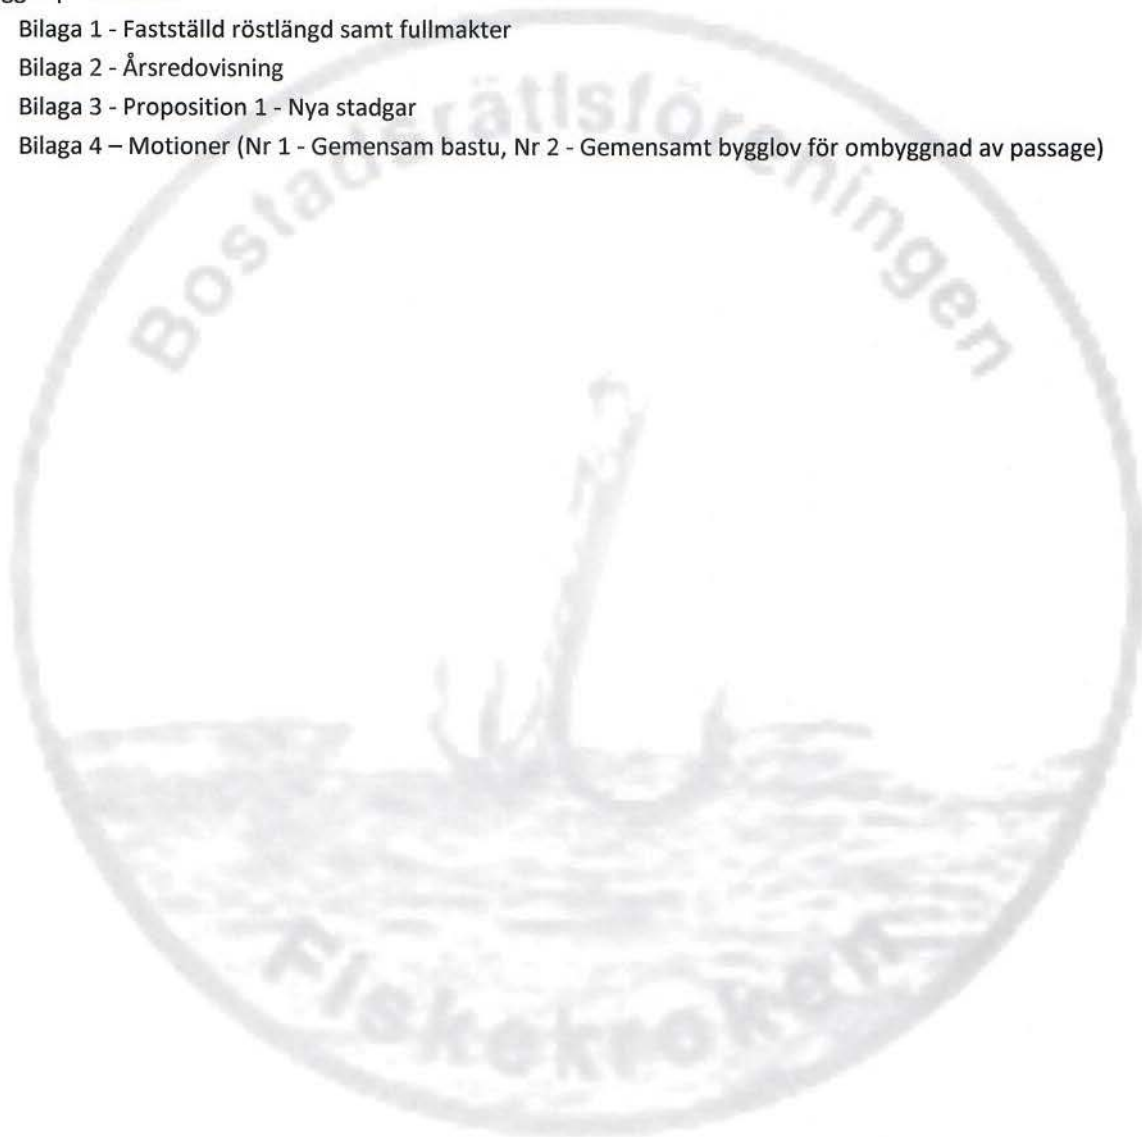 Bilaga 1 - Fastställd röstlängd samt fullmakter
Bilaga 2 - Årsredovisning
Bilaga 3 - Proposition 1 - Nya stadgar
Bilaga 4 – Motioner (Nr 1 - Gemensam bastu, Nr 2 - Gemensamt bygglov för ombyggnad av passage)
Bostadsrättsföreningen
Fiskekroken